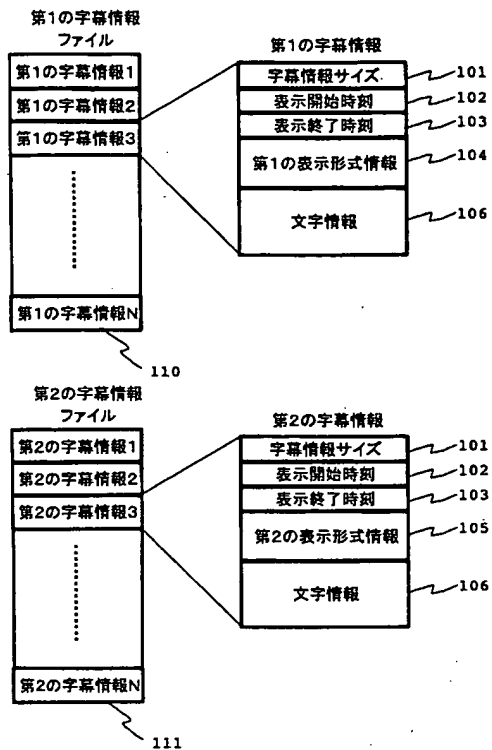 第1の字幕情報
ファイル
第1の字幕情報1
第1の字幕情報2
第1の字幕情報3
第1の字幕情報N
110
第1の字幕情報
字幕情報サイズ
101
表示開始時刻
102
表示終了時刻
103
第1の表示形式情報
104
文字情報
106
第2の字幕情報
ファイル
第2の字幕情報1
第2の字幕情報2
第2の字幕情報3
第2の字幕情報N
111
第2の字幕情報
字幕情報サイズ
101
表示開始時刻
102
表示終了時刻
103
第2の表示形式情報
105
文字情報
106